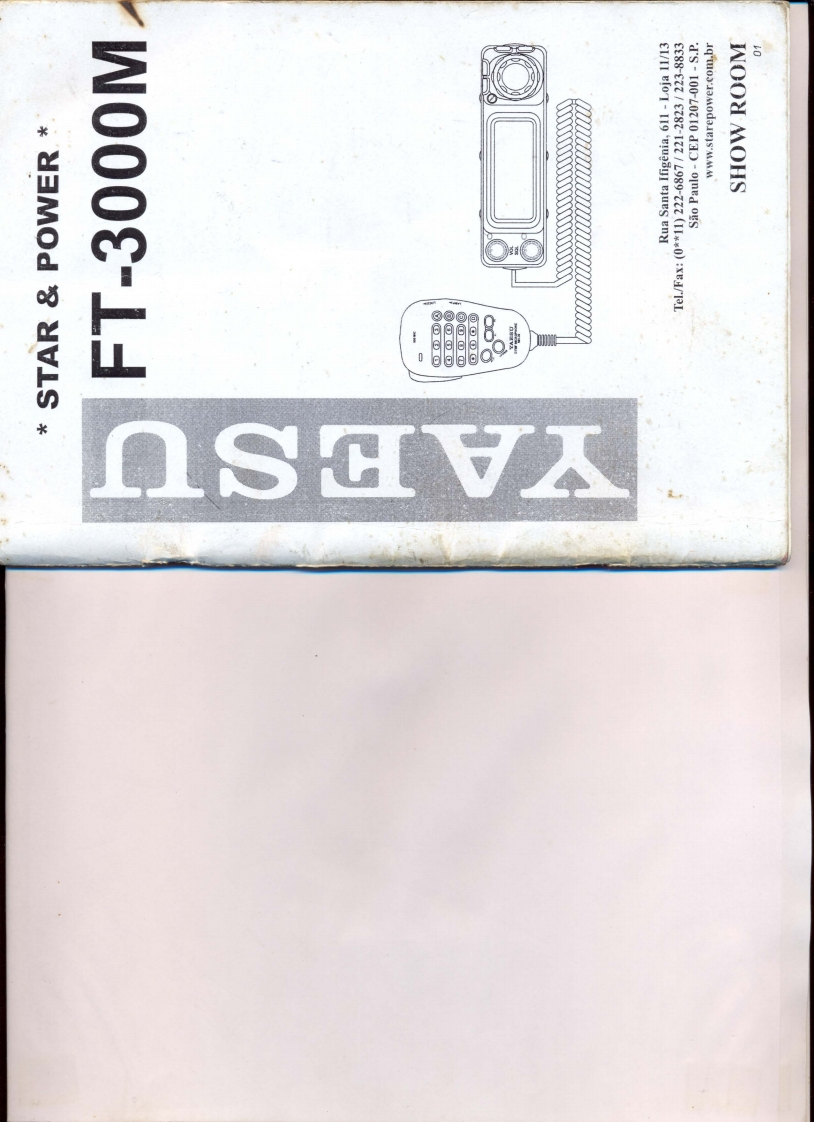 * STAR & POWER *
FT-3000M
YAESU
VOL
SQL
YAESU
Rua Santa Ifigênia, 611 - Loja 11/13
Tel./Fax: (0**11) 222-6867 / 221-2823 / 223-8833
São Paulo - CEP 01207-001 - S.P.
www.starepower.com.br
SHOW ROOM
01